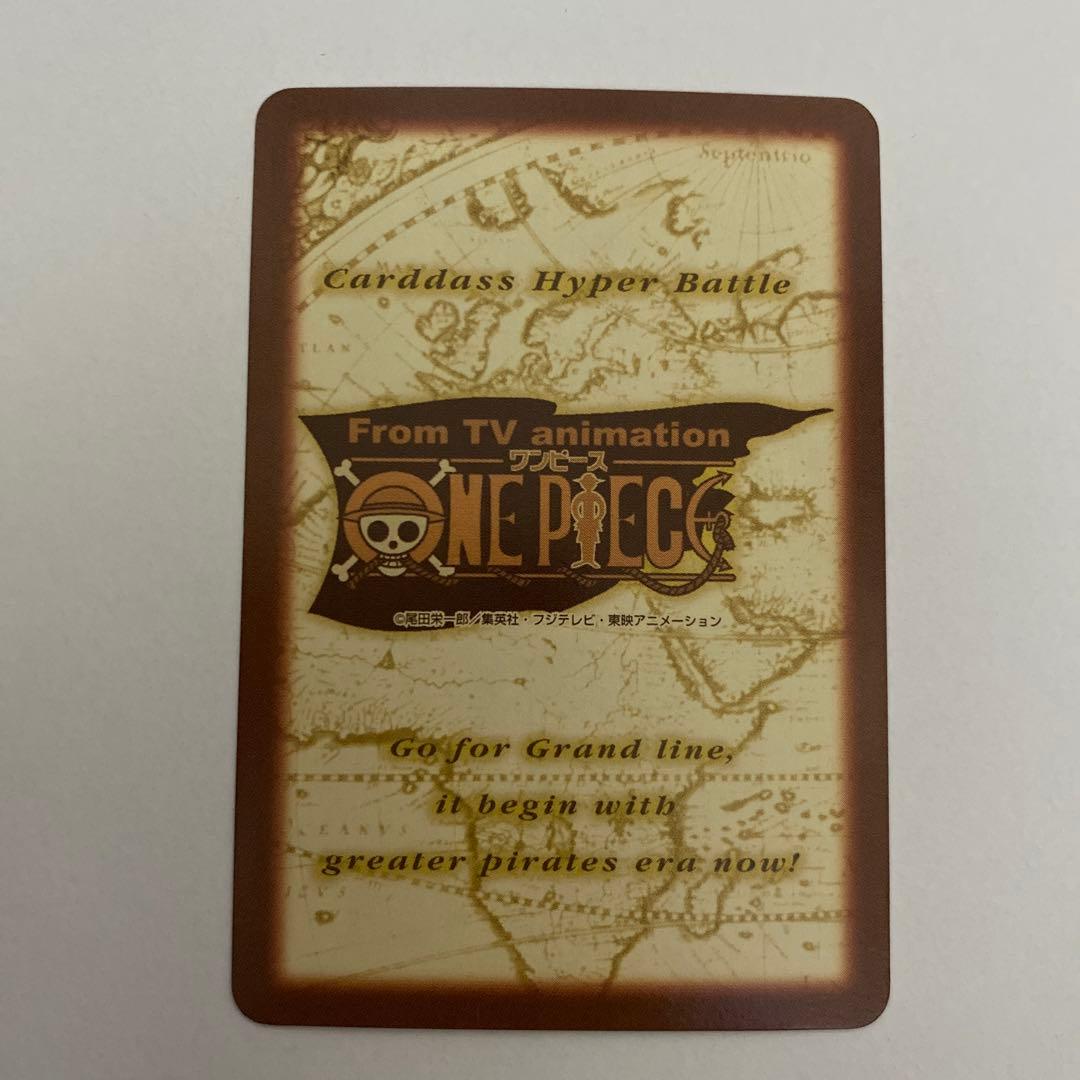 Septentrio
Carddass Hyper Battle
TLAN
From TV animation
ワンピース
ONE PIECE
©尾田栄一郎／集英社・フジテレビ・東映アニメーション
Go for Grand line,
it begin with
EANVS
greater pirates era now!